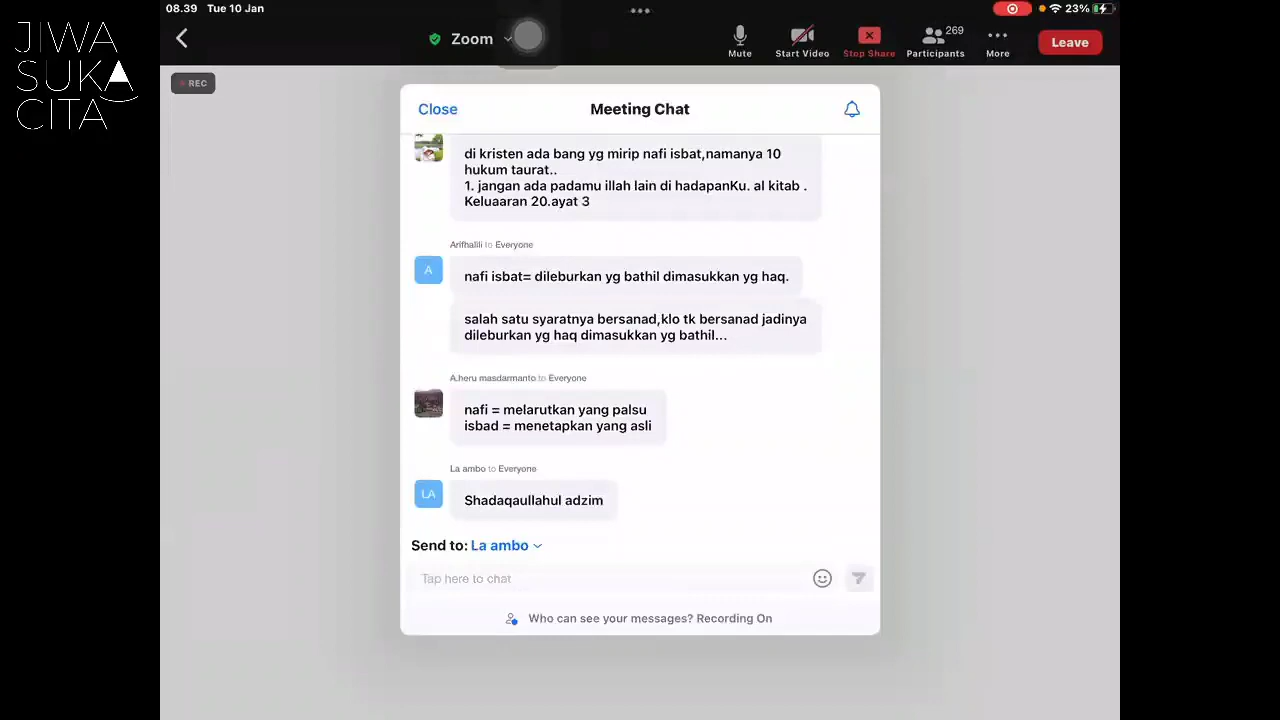 08.39 Tue 10 Jan
23%
JIWA
SUKA
CITA
Zoom
Mute
Start Video
Stop Share
269
Participants
More
Leave
REC
Close
Meeting Chat
di kristen ada bang yg mirip nafi isbat,namanya 10
hukum taurat..
1. jangan ada padamu illah lain di hadapanKu. al kitab .
Keluaaran 20.ayat 3
Arifhalili to Everyone
A
nafi isbat= dileburkan yg bathil dimasukkan yg haq.
salah satu syaratnya bersanad,klo tk bersanad jadinya
dileburkan yg haq dimasukkan yg bathil...
A.heru masdarmanto to Everyone
nafi = melarutkan yang palsu
isbad = menetapkan yang asli
La ambo to Everyone
LA
Shadaqaullahul adzim
Send to: La ambo
Tap here to chat
Who can see your messages? Recording On